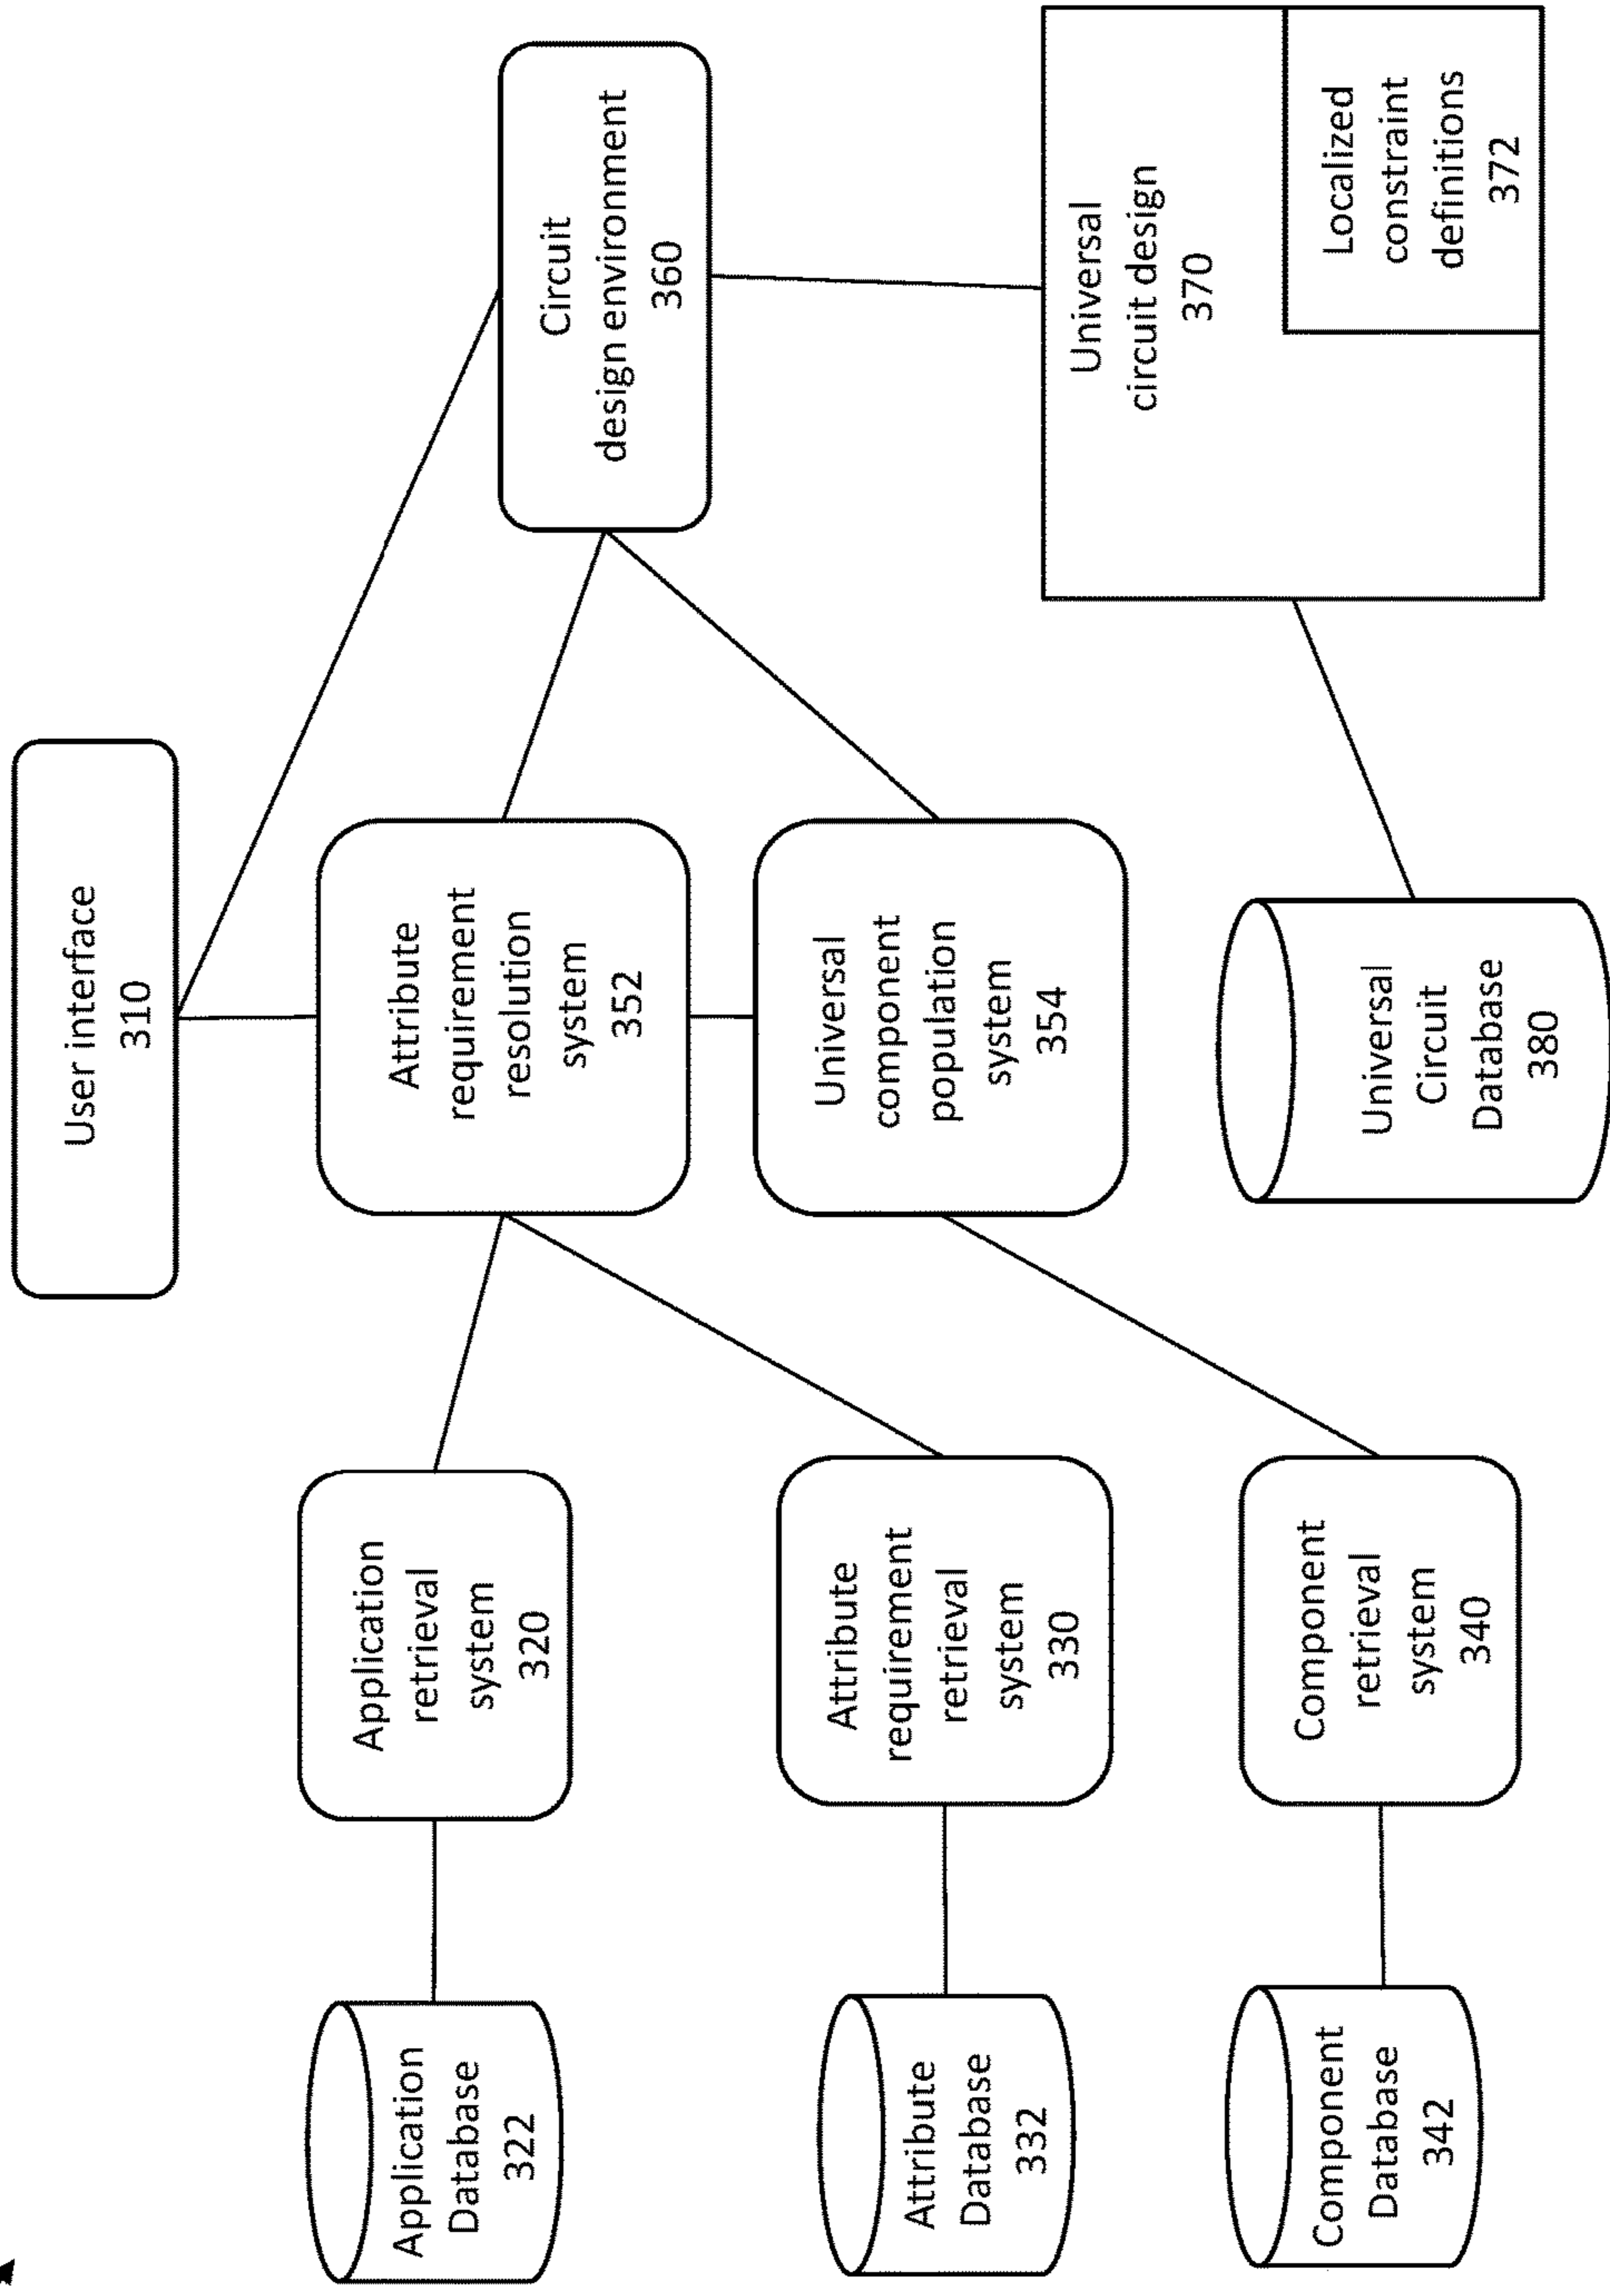 User interface
310
Application
Database
322
Application
retrieval
system
320
Attribute
requirement
resolution
system
352
Circuit
design environment
360
Attribute
Database
332
Attribute
requirement
retrieval
system
330
Universal
component
population
system
354
Component
Database
342
Component
retrieval
system
340
Universal
Circuit
Database
380
Universal
circuit design
370
Localized
constraint
definitions
372